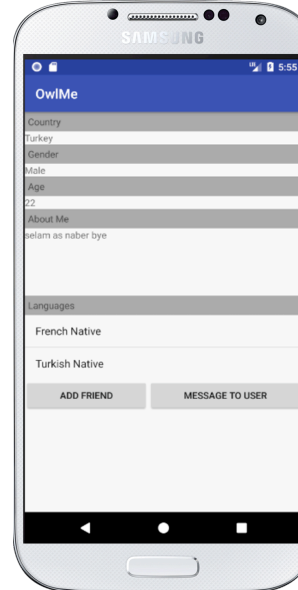 SAMSUNG
5:55
OwlMe
Country
Turkey
Gender
Male
Age
22
About Me
selam as naber bye
Languages
French Native
Turkish Native
ADD FRIEND
MESSAGE TO USER